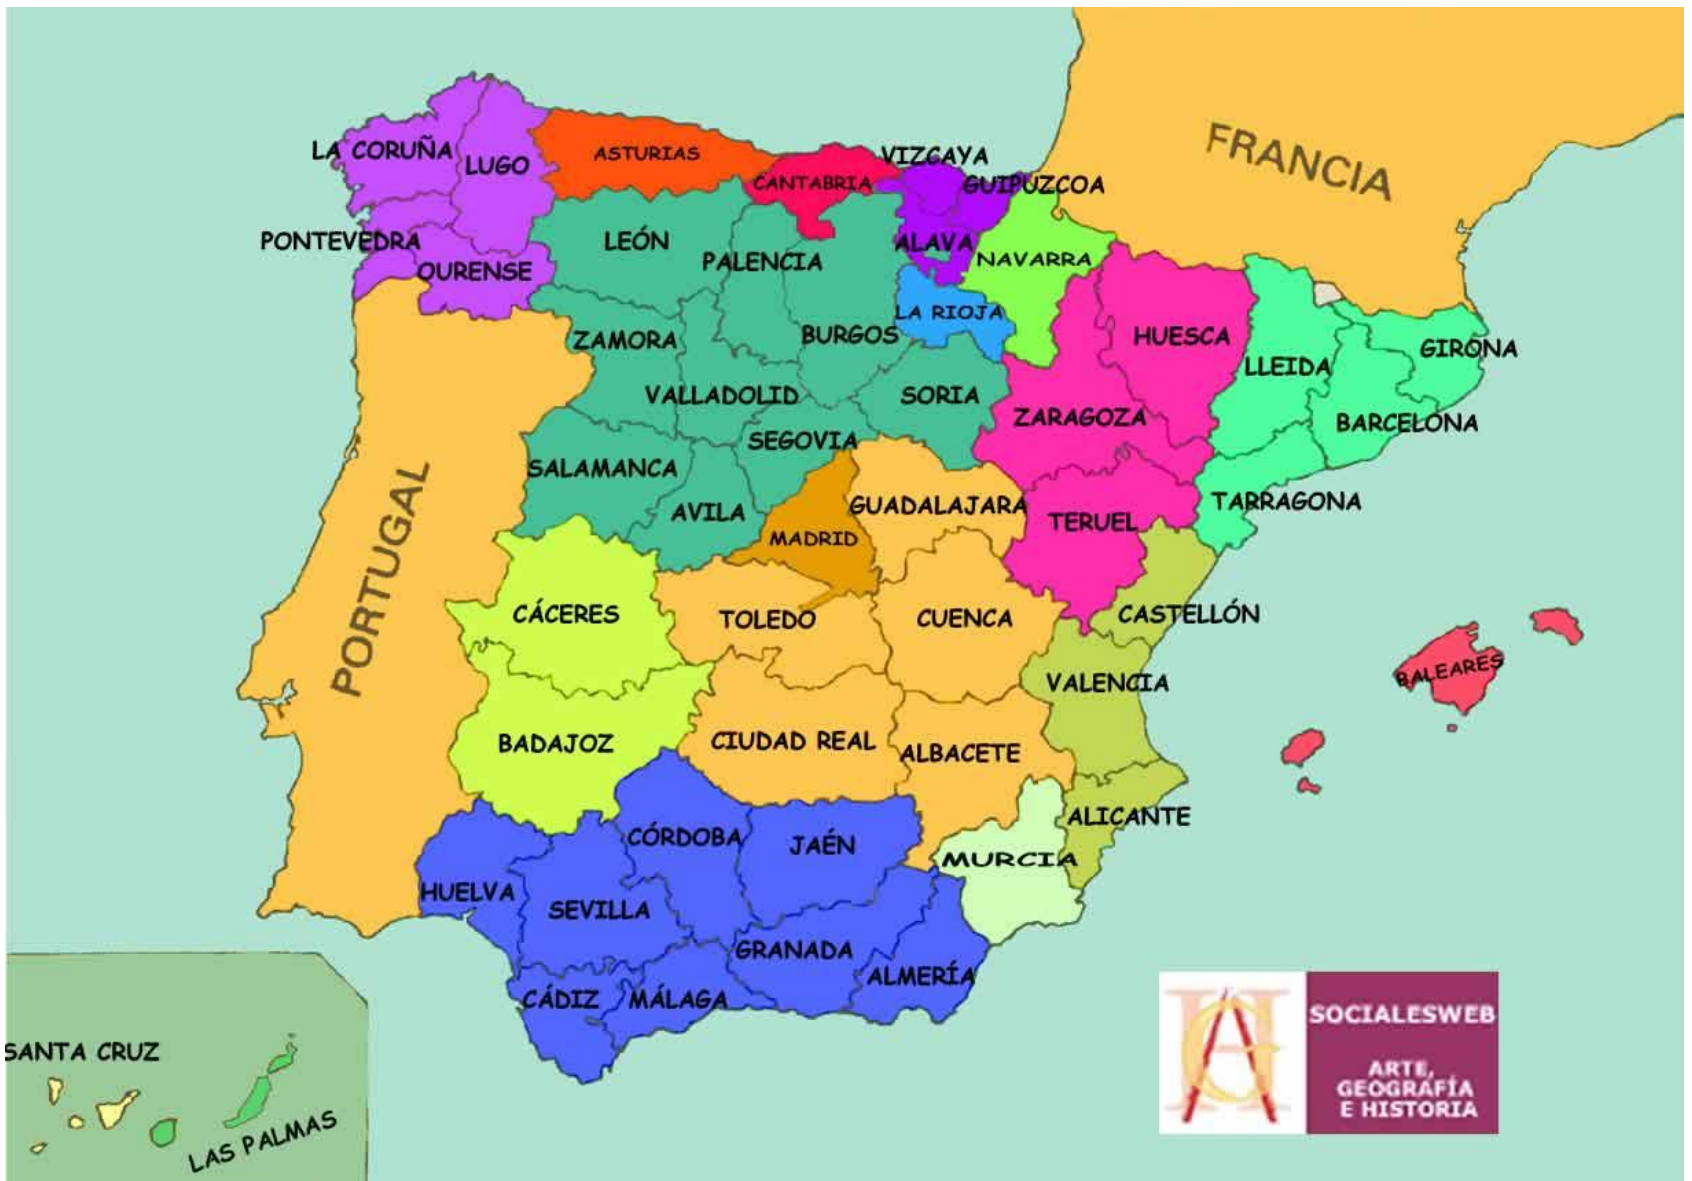 FRANCIA
LA CORUÑA
LUGO
ASTURIAS
CANTABRIA
VIZCAYA
GUIPUZCOA
PONTEVEDRA
OURENSE
LEÓN
PALENCIA
ALAVA
NAVARRA
LA RIOJA
ZAMORA
BURGOS
HUESCA
LLEIDA
GIRONA
VALLADOLID
SORIA
ZARAGOZA
BARCELONA
SEGOVIA
SALAMANCA
AVILA
MADRID
GUADALAJARA
TERUEL
TARRAGONA
PORTUGAL
CÁCERES
TOLEDO
CUENCA
CASTELLÓN
VALENCIA
BALEARES
BADAJOZ
CIUDAD REAL
ALBACETE
ALICANTE
CÓRDOBA
JAÉN
MURCIA
HUELVA
SEVILLA
GRANADA
ALMERÍA
CÁDIZ
MÁLAGA
SANTA CRUZ
LAS PALMAS
SOCIALESWEB
ARTE,
GEOGRAFÍA
E HISTORIA